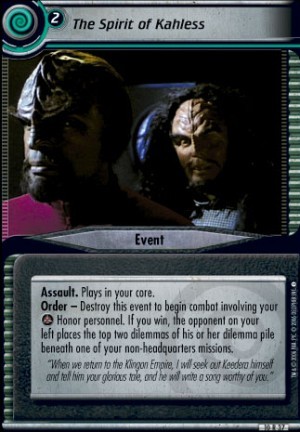 2
The Spirit of Kahless
Event
Assault. Plays in your core.
Order – Destroy this event to begin combat involving your
Honor personnel. If you win, the opponent on
left places the top two dilemmas of his or her dilemma pile
beneath one of your non-headquarters missions.
"When we return to the Klingon Empire, I will seek out Keedera himself
and tell him your glorious tale, and he will write a song worthy of you."